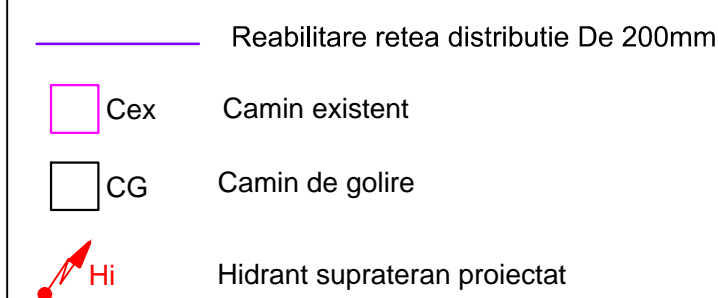 Reabilitare retea distributie De 200mm
Cex Camin existent
CG Camin de golire
Hi Hidrant suprateran proiectat